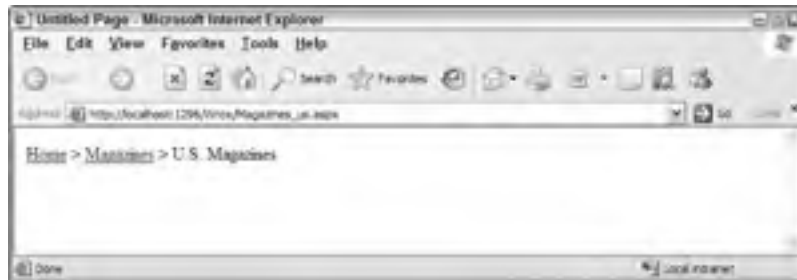 Untitled Page - Microsoft Internet Explorer
File Edit View Favorites Tools Help
Search Favorites
Address http://localhost:1296/Wrox/Magazines_us.aspx Go
Home > Magazines > U.S. Magazines
Done Local intranet